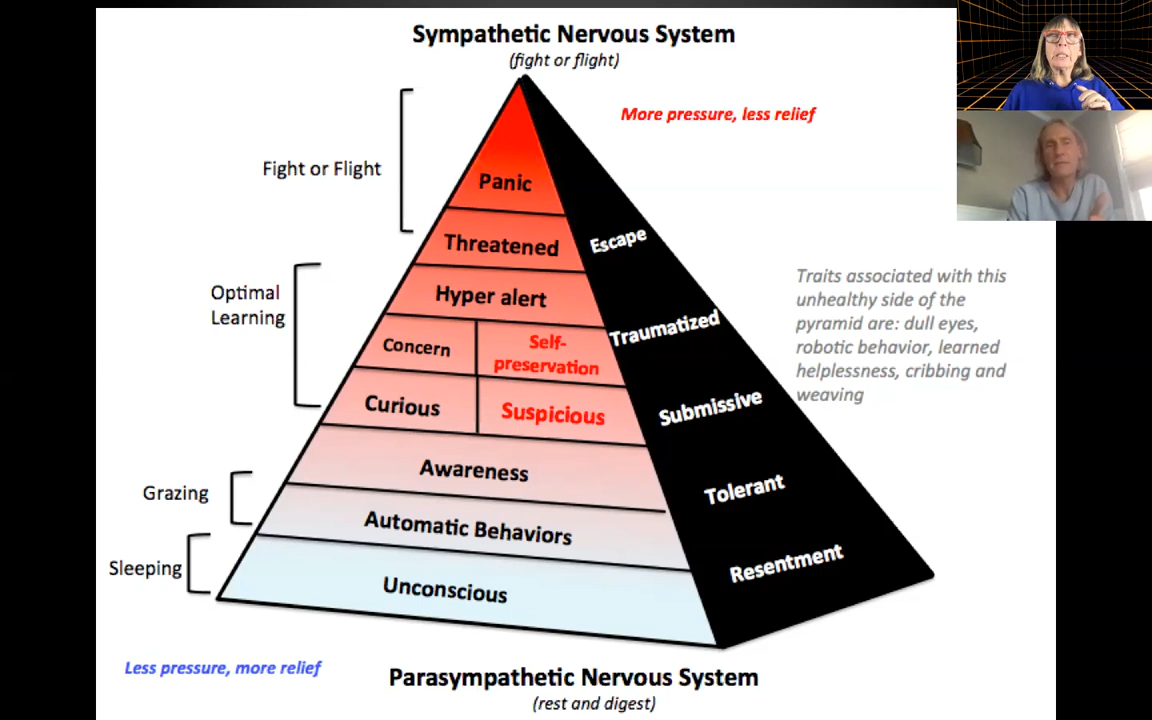 Sympathetic Nervous System
(fight or flight)
More pressure, less relief
Fight or Flight
Panic
Threatened
Escape
Optimal
Learning
Hyper alert
Traumatized
Concern
Self-
preservation
Curious
Suspicious
Submissive
Traits associated with this
unhealthy side of the
pyramid are: dull eyes,
robotic behavior, learned
helplessness, cribbing and
weaving
Awareness
Tolerant
Grazing
Automatic Behaviors
Sleeping
Unconscious
Resentment
Less pressure, more relief
Parasympathetic Nervous System
(rest and digest)